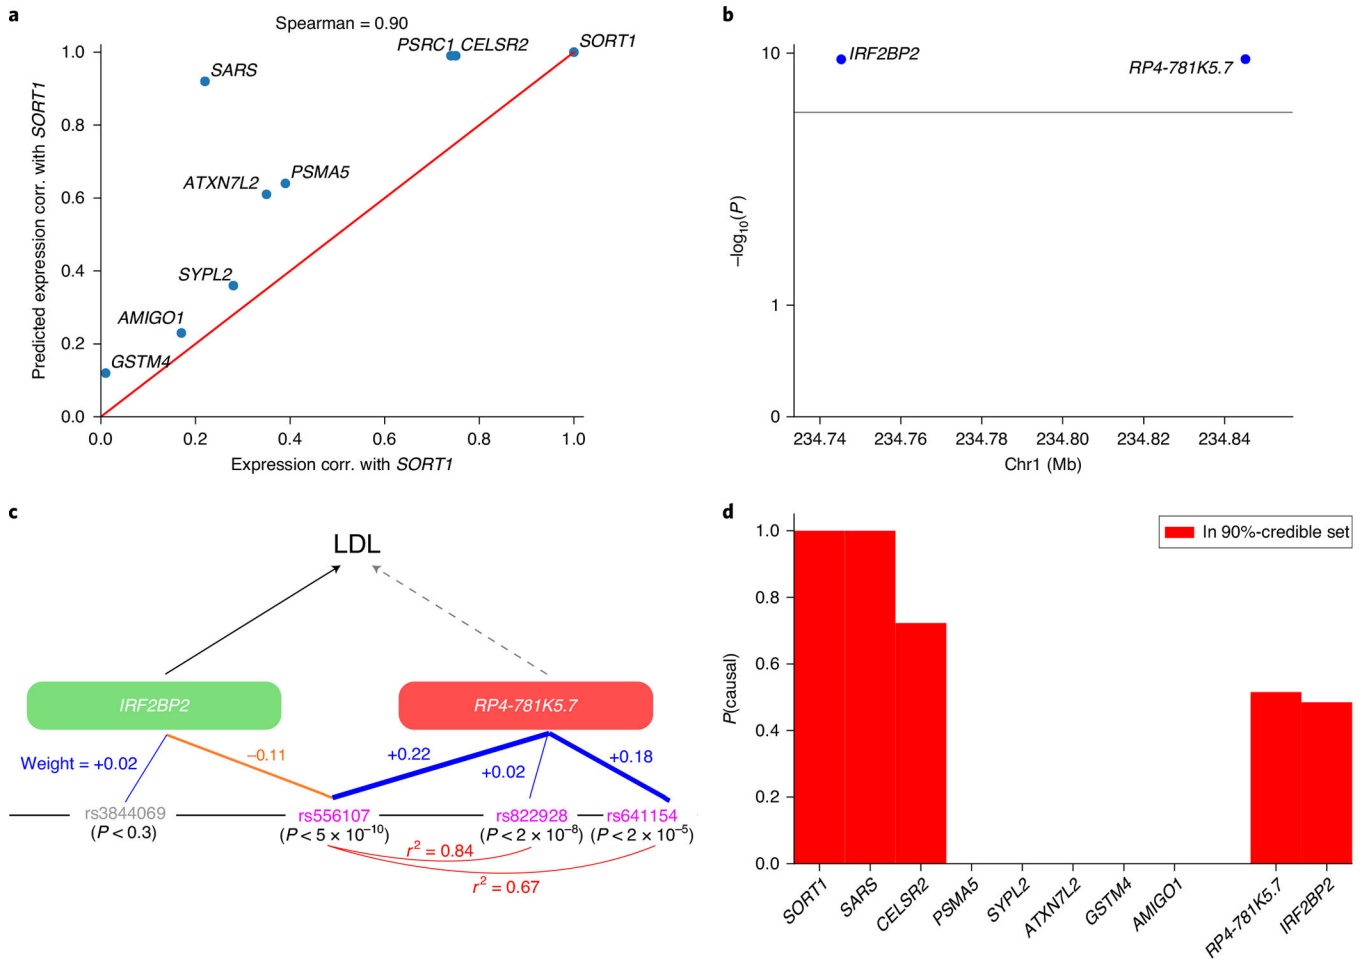 a
Spearman = 0.90
Predicted expression corr. with SORT1
1.0
0.8
0.6
0.4
0.2
0.0
PSRC1 CELSR2
SORT1
SARS
PSMA5
ATXN7L2
SYPL2
AMIGO1
GSTM4
0.0 0.2 0.4 0.6 0.8 1.0
Expression corr. with SORT1
b
–log10(P)
10
1
0
IRF2BP2
RP4-781K5.7
234.74 234.76 234.78 234.80 234.82 234.84
Chr1 (Mb)
c
LDL
IRF2BP2
RP4-781K5.7
Weight = +0.02
–0.11
+0.22
+0.02
+0.18
rs3844069 rs556107 rs822928 rs641154
(P < 0.3) (P < 5 × 10⁻¹⁰) (P < 2 × 10⁻⁸) (P < 2 × 10⁻⁵)
r² = 0.84
r² = 0.67
d
In 90%-credible set
P(causal)
1.0
0.8
0.6
0.4
0.2
0.0
SORT1
SARS
CELSR2
PSMA5
SYPL2
ATXN7L2
GSTM4
AMIGO1
RP4-781K5.7
IRF2BP2